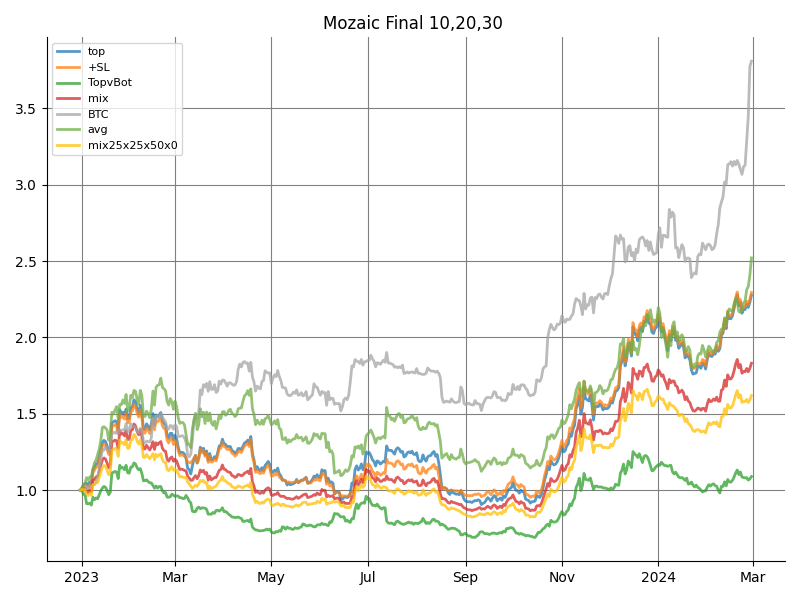 Mozaic Final 10,20,30
top
+SL
TopvBot
mix
BTC
avg
mix25x25x50x0
3.5
3.0
2.5
2.0
1.5
1.0
2023 Mar May Jul Sep Nov 2024 Mar